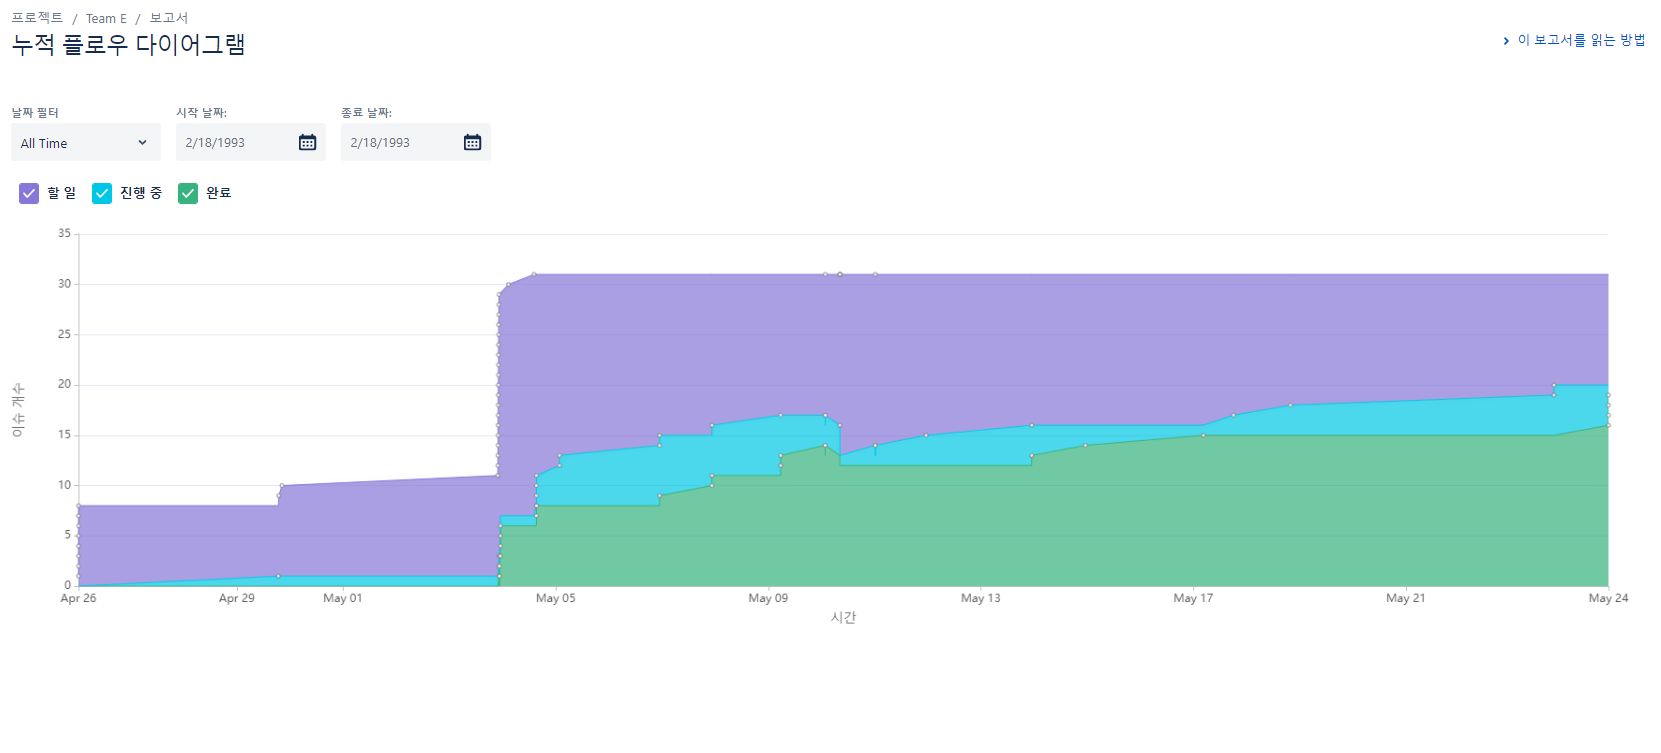 프로젝트 / Team E / 보고서
누적 플로우 다이어그램
이 보고서를 읽는 방법
날짜 필터 시작 날짜: 종료 날짜:
All Time 2/18/1993 2/18/1993
할 일 진행 중 완료
35
30
25
20
15
10
5
0
이슈 개수
Apr 26 Apr 29 May 01 May 05 May 09 May 13 May 17 May 21 May 24
시간